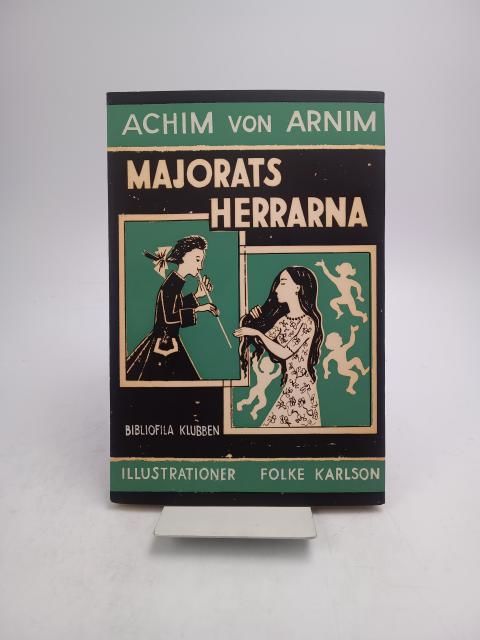 ACHIM VON ARNIM
MAJORATS
HERRARNA
BIBLIOFILA KLUBBEN
ILLUSTRATIONER FOLKE KARLSON